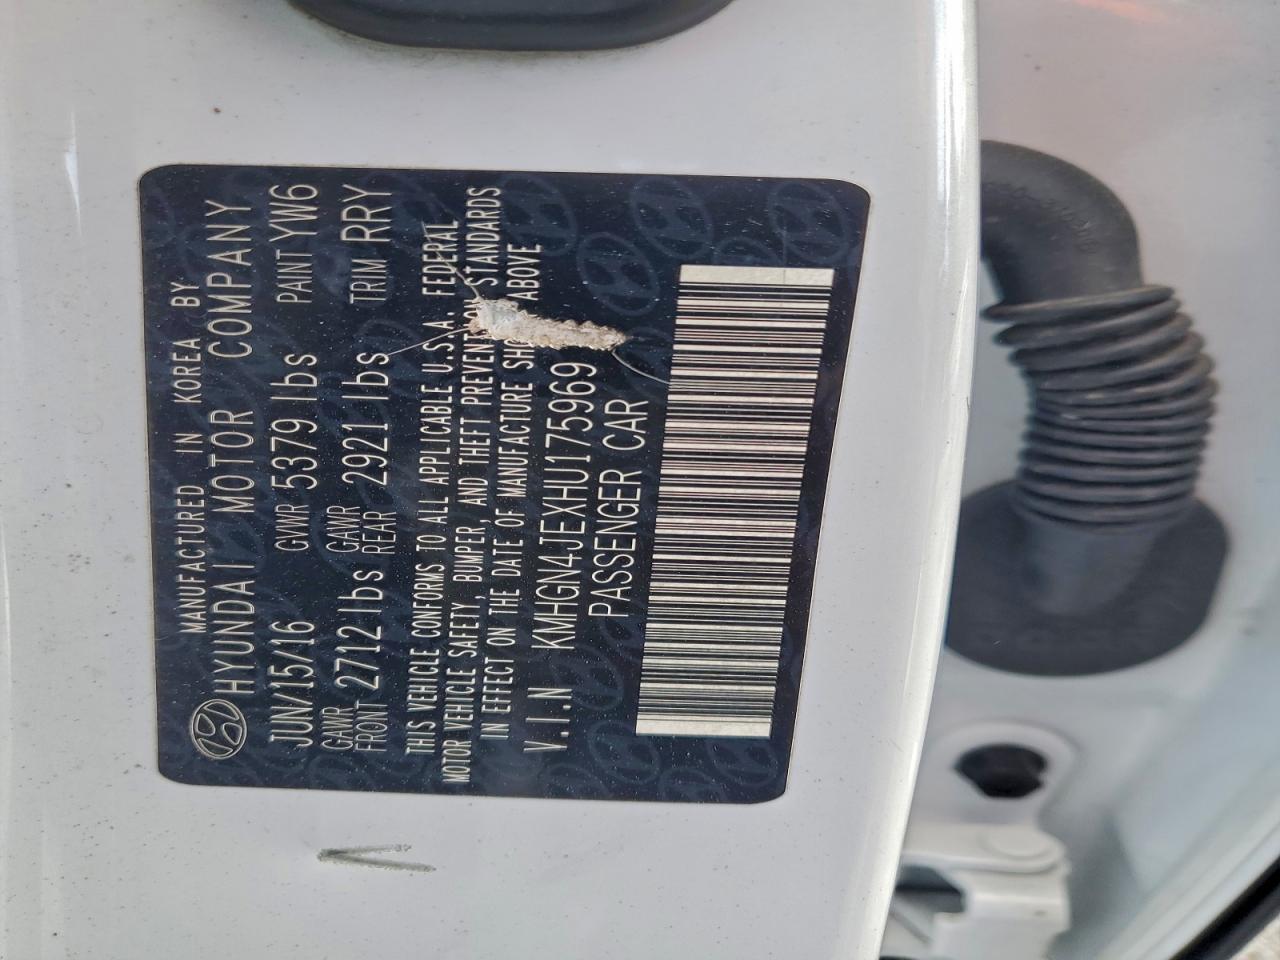 MANUFACTURED IN KOREA BY
HYUNDAI MOTOR COMPANY
JUN/15/16 GVWR 5379 lbs PAINT YW6
GAWR FRONT 2712 lbs GAWR REAR 2921 lbs TRIM RRY
THIS VEHICLE CONFORMS TO ALL APPLICABLE U.S.A. FEDERAL
MOTOR VEHICLE SAFETY, BUMPER, AND THEFT PREVENTION STANDARDS
IN EFFECT ON THE DATE OF MANUFACTURE ABOVE
V.I.N KMHGN4JEXHU175969
PASSENGER CAR